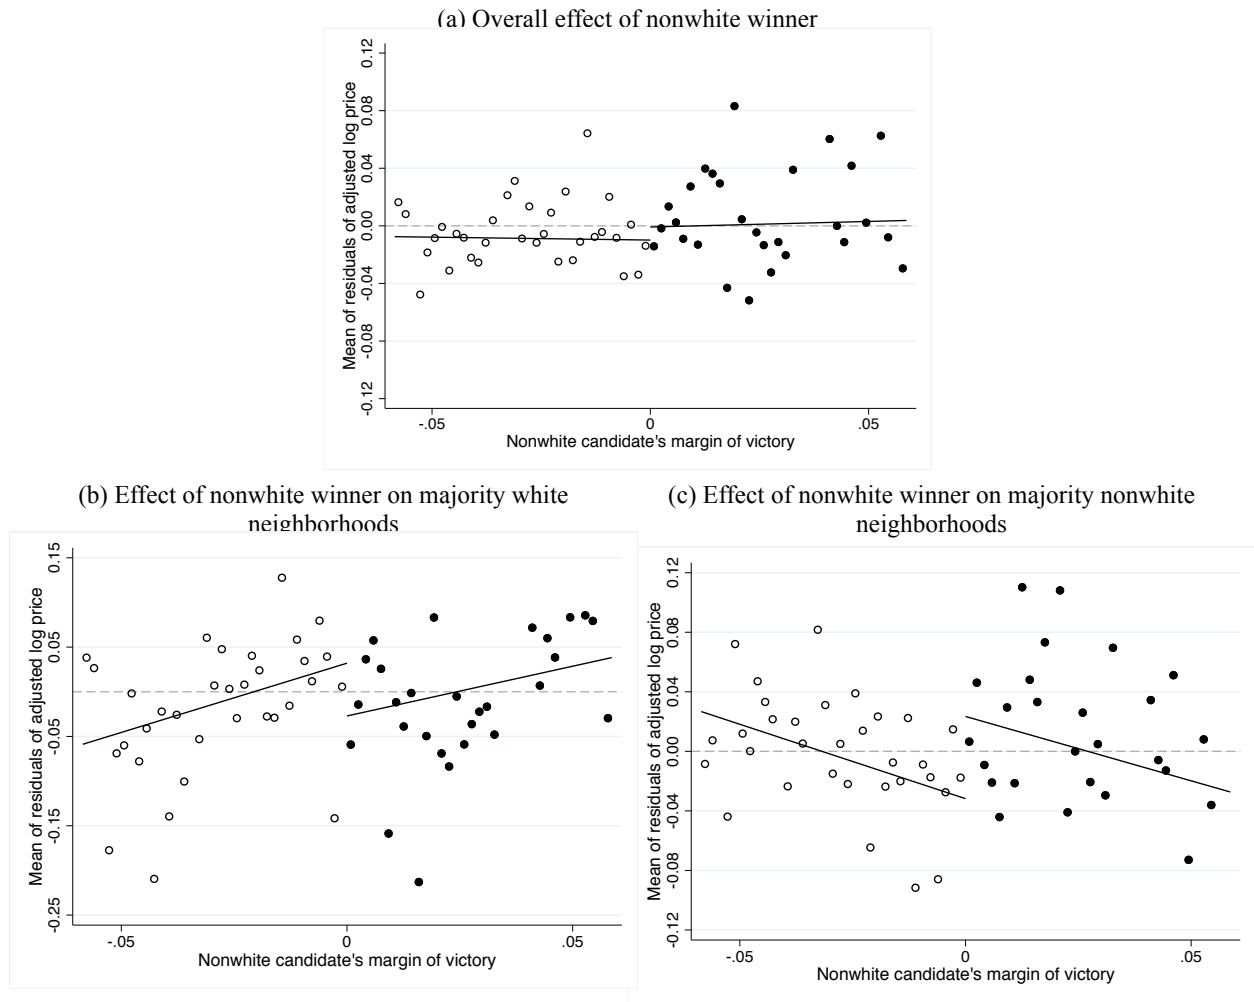 (a) Overall effect of nonwhite winner
Mean of residuals of adjusted log price
0.12
0.08
0.04
0.00
-0.04
-0.08
-0.12
-.05
0
.05
Nonwhite candidate's margin of victory
(b) Effect of nonwhite winner on majority white
neighborhoods
Mean of residuals of adjusted log price
0.15
0.05
-0.05
-0.15
-0.25
-.05
0
.05
Nonwhite candidate's margin of victory
(c) Effect of nonwhite winner on majority nonwhite
neighborhoods
Mean of residuals of adjusted log price
0.12
0.08
0.04
0.00
-0.04
-0.08
-0.12
-.05
0
.05
Nonwhite candidate's margin of victory